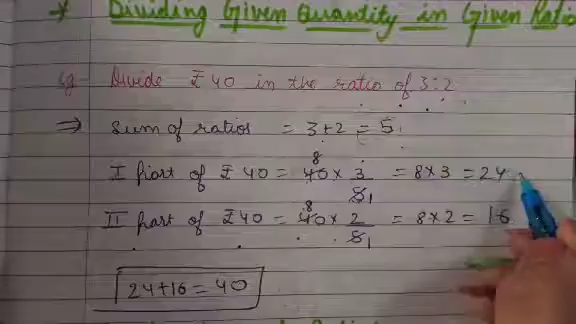 * Dividing Given Quantity in Given Ratio
Eg- Divide ₹40 in the ratio of 3:2.
⇒ Sum of ratios = 3+2 = 5
I part of ₹40 = 8 40 × 3/5 1 = 8×3 = 24
II part of ₹40 = 8 40 × 2/5 1 = 8×2 = 16
24+16 = 40